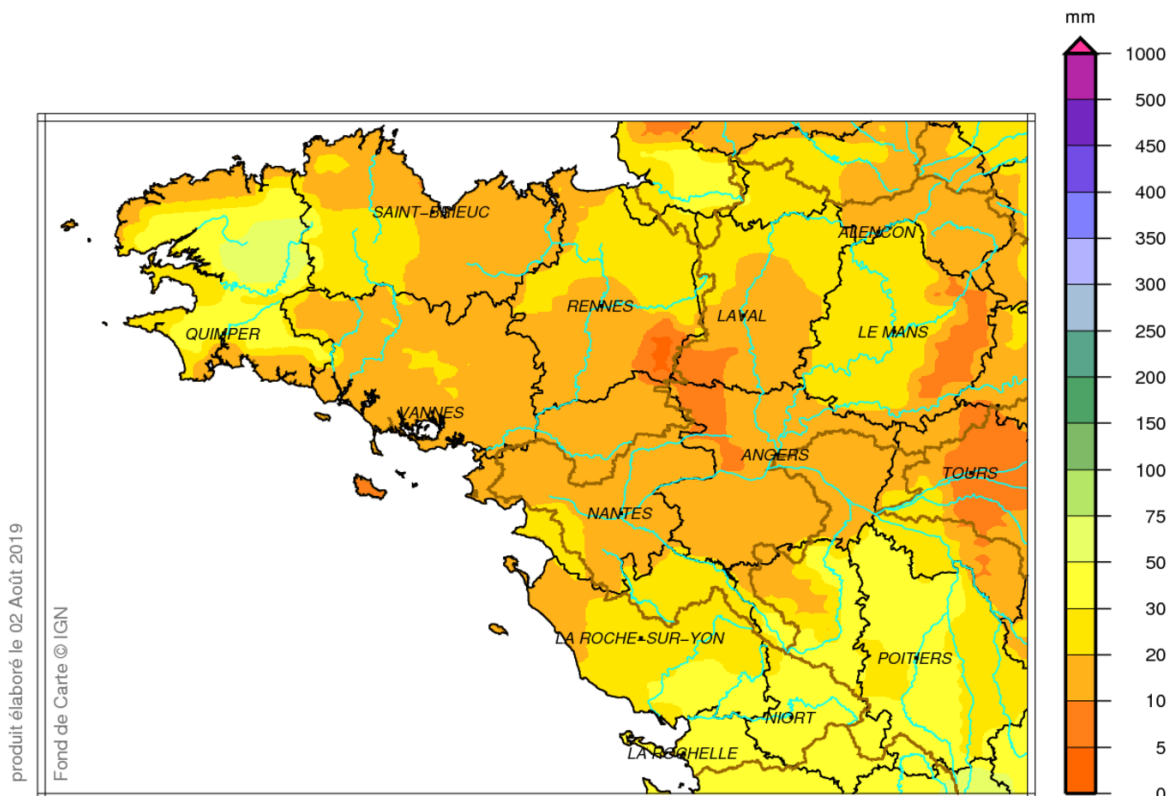 mm
1000
500
450
400
350
300
250
200
150
100
75
50
30
20
10
5
0
SAINT-BRIEUC
ALENCON
RENNES
LAVAL
QUIMPER
LE MANS
VANNES
ANGERS
TOURS
NANTES
LA ROCHE-SUR-YON
POITIERS
NIORT
LA ROCHELLE
produit élaboré le 02 Août 2019
Fond de Carte © IGN